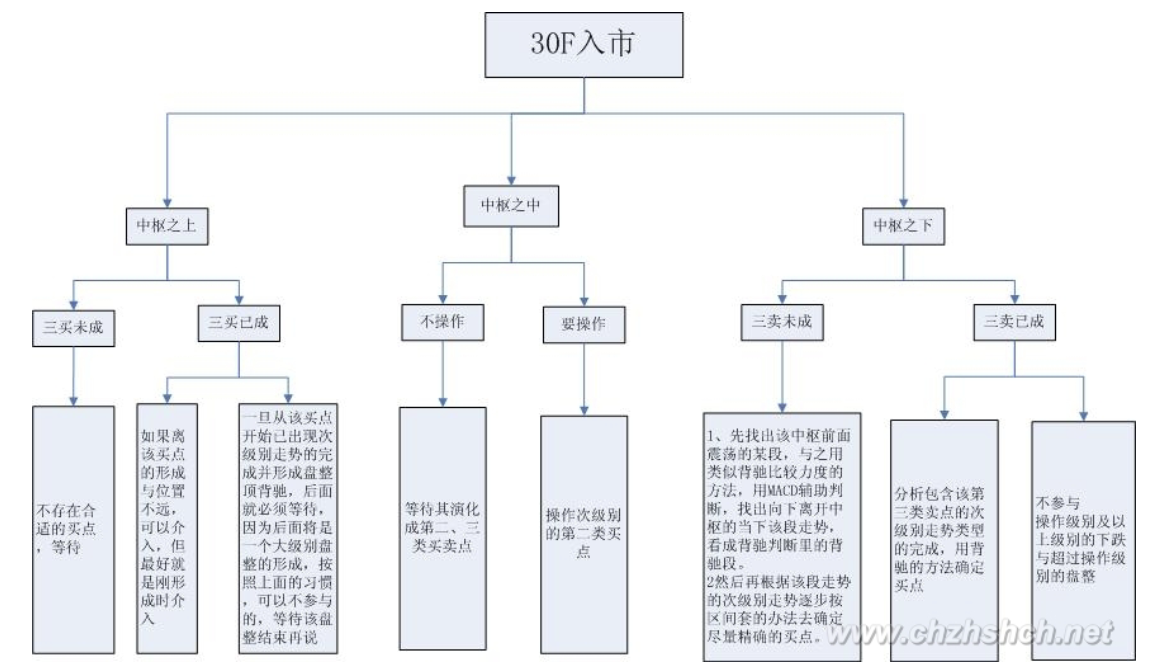 30F入市
中枢之上
中枢之中
中枢之下
三买未成
三买已成
不操作
要操作
三卖未成
三卖已成
不存在合
适的买点
，等待
如果离
该买点
的形成
与位置
不远，
可以介
入，但
最好就
是刚形
成时介
入
一旦从该买点
开始已出现次
级别走势的完
成并形成盘整
顶背驰，后面
就必须等待，
因为后面将是
一个大级别盘
整的形成，按
照上面的习惯
，可以不参与
的，等待该盘
整结束再说
等待其演化
成第二、三
类买卖点
操作次级别
的第二类买
点
1、先找出该中枢前面
震荡的某段，与之用
类似背驰比较力度的
方法，用MACD辅助判
断，找出向下离开中
枢的当下该段走势，
看成背驰判断里的背
驰段。
2然后再根据该段走势
的次级别走势逐步按
区间套的办法去确定
尽量精确的买点。
分析包含该第
三类卖点的次
级别走势类型
的完成，用背
驰的方法确定
买点
不参与
操作级别及以
上级别的下跌
与超过操作级
别的盘整
www.chzhshch.net